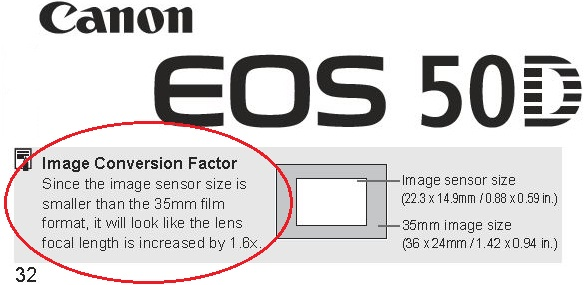 Canon
EOS 50D
Image Conversion Factor
Since the image sensor size is
smaller than the 35mm film
format, it will look like the lens
focal length is increased by 1.6x.
Image sensor size
(22.3 x 14.9mm / 0.88 x 0.59 in.)
35mm image size
(36 x 24mm / 1.42 x 0.94 in.)
32